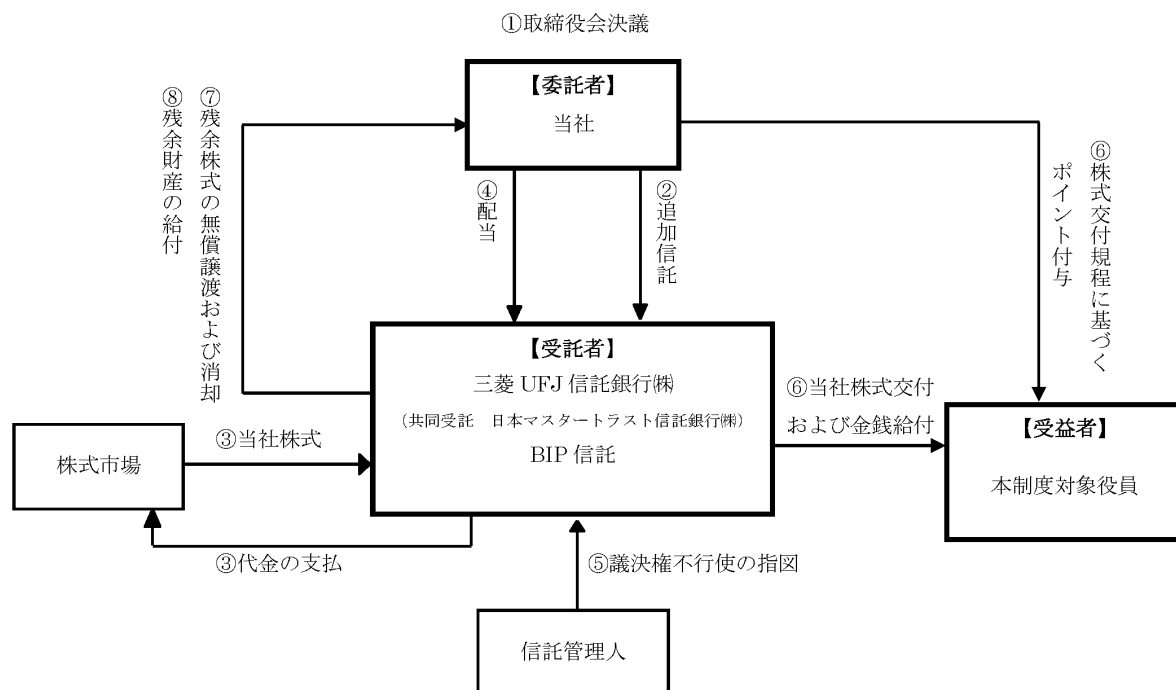 ①取締役会決議
【委託者】
当社
⑧残余財産の給付
⑦残余株式の無償譲渡および消却
④配当
②追加信託
⑥株式交付規程に基づく
ポイント付与
【受託者】
三菱 UFJ 信託銀行㈱
(共同受託　日本マスタートラスト信託銀行㈱)
BIP 信託
⑥当社株式交付
および金銭給付
【受益者】
本制度対象役員
株式市場
③当社株式
③代金の支払
⑤議決権不行使の指図
信託管理人